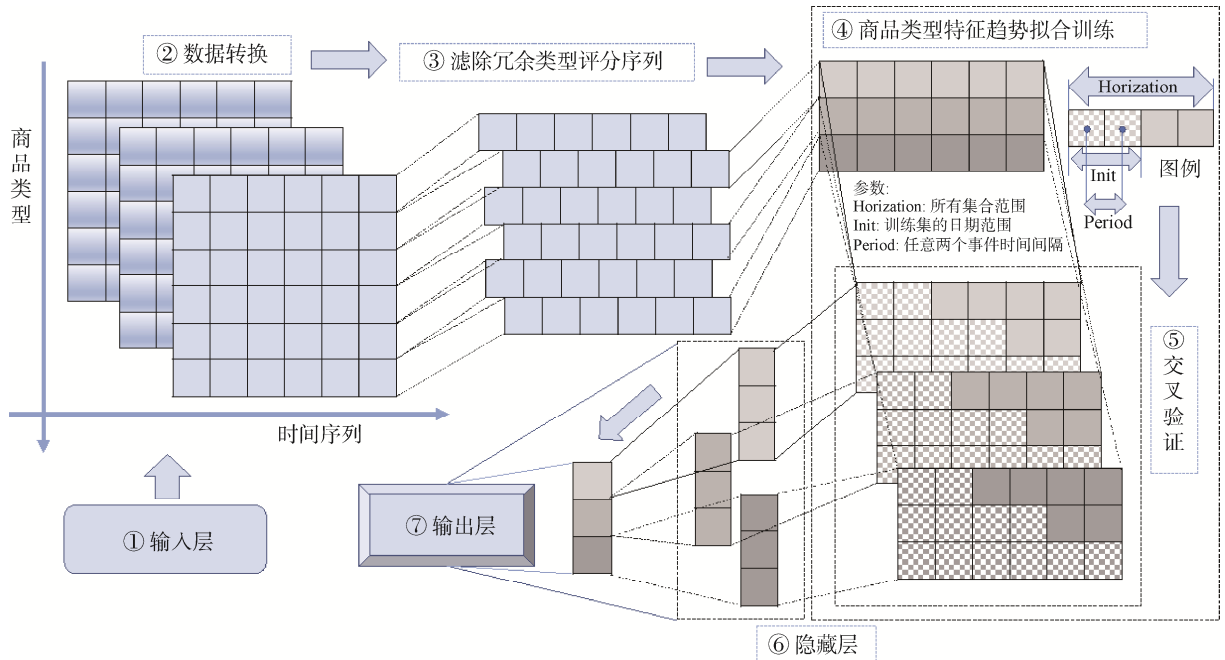 ② 数据转换
③ 滤除冗余类型评分序列
④ 商品类型特征趋势拟合训练
商品类型
Horization
Init
图例
Period
参数:
Horization: 所有集合范围
Init: 训练集的日期范围
Period: 任意两个事件时间间隔
⑤交叉验证
时间序列
① 输入层
⑦ 输出层
⑥ 隐藏层